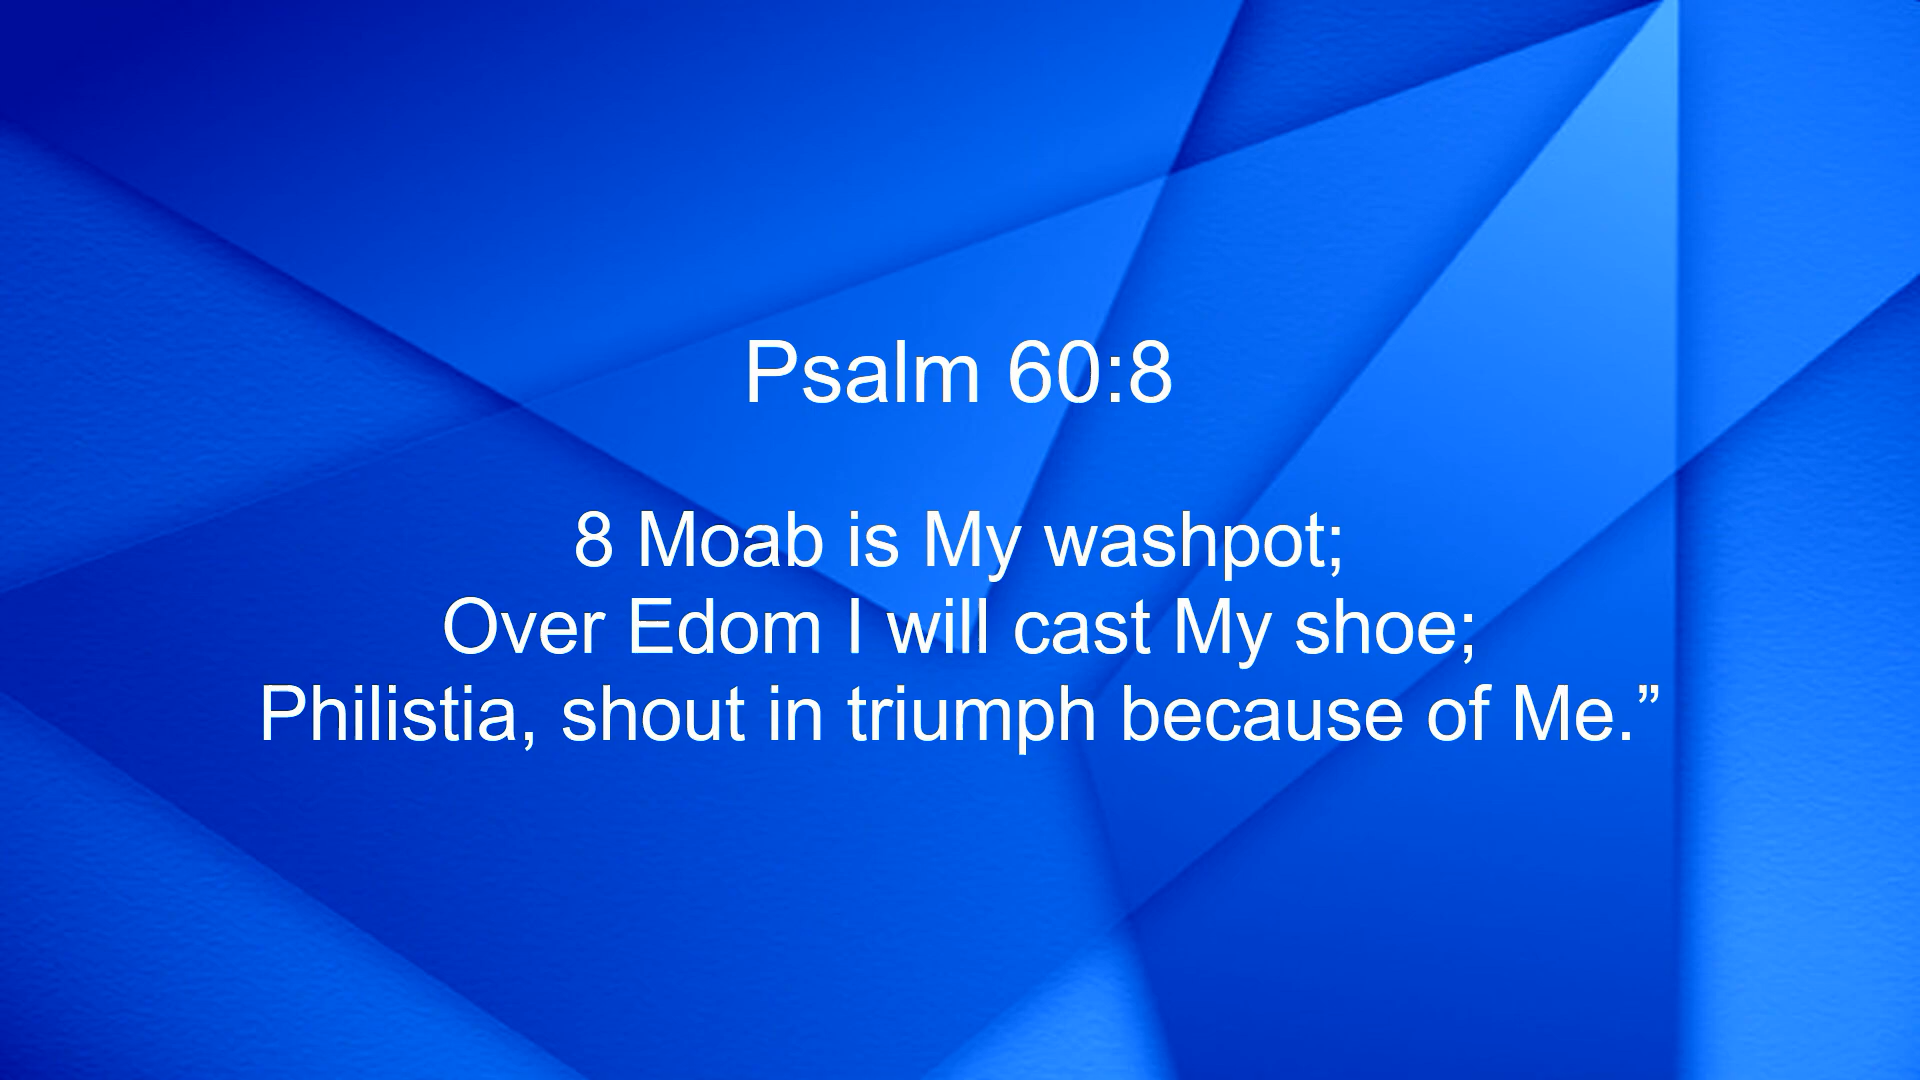 Psalm 60:8
8 Moab is My washpot;
Over Edom I will cast My shoe;
Philistia, shout in triumph because of Me.”